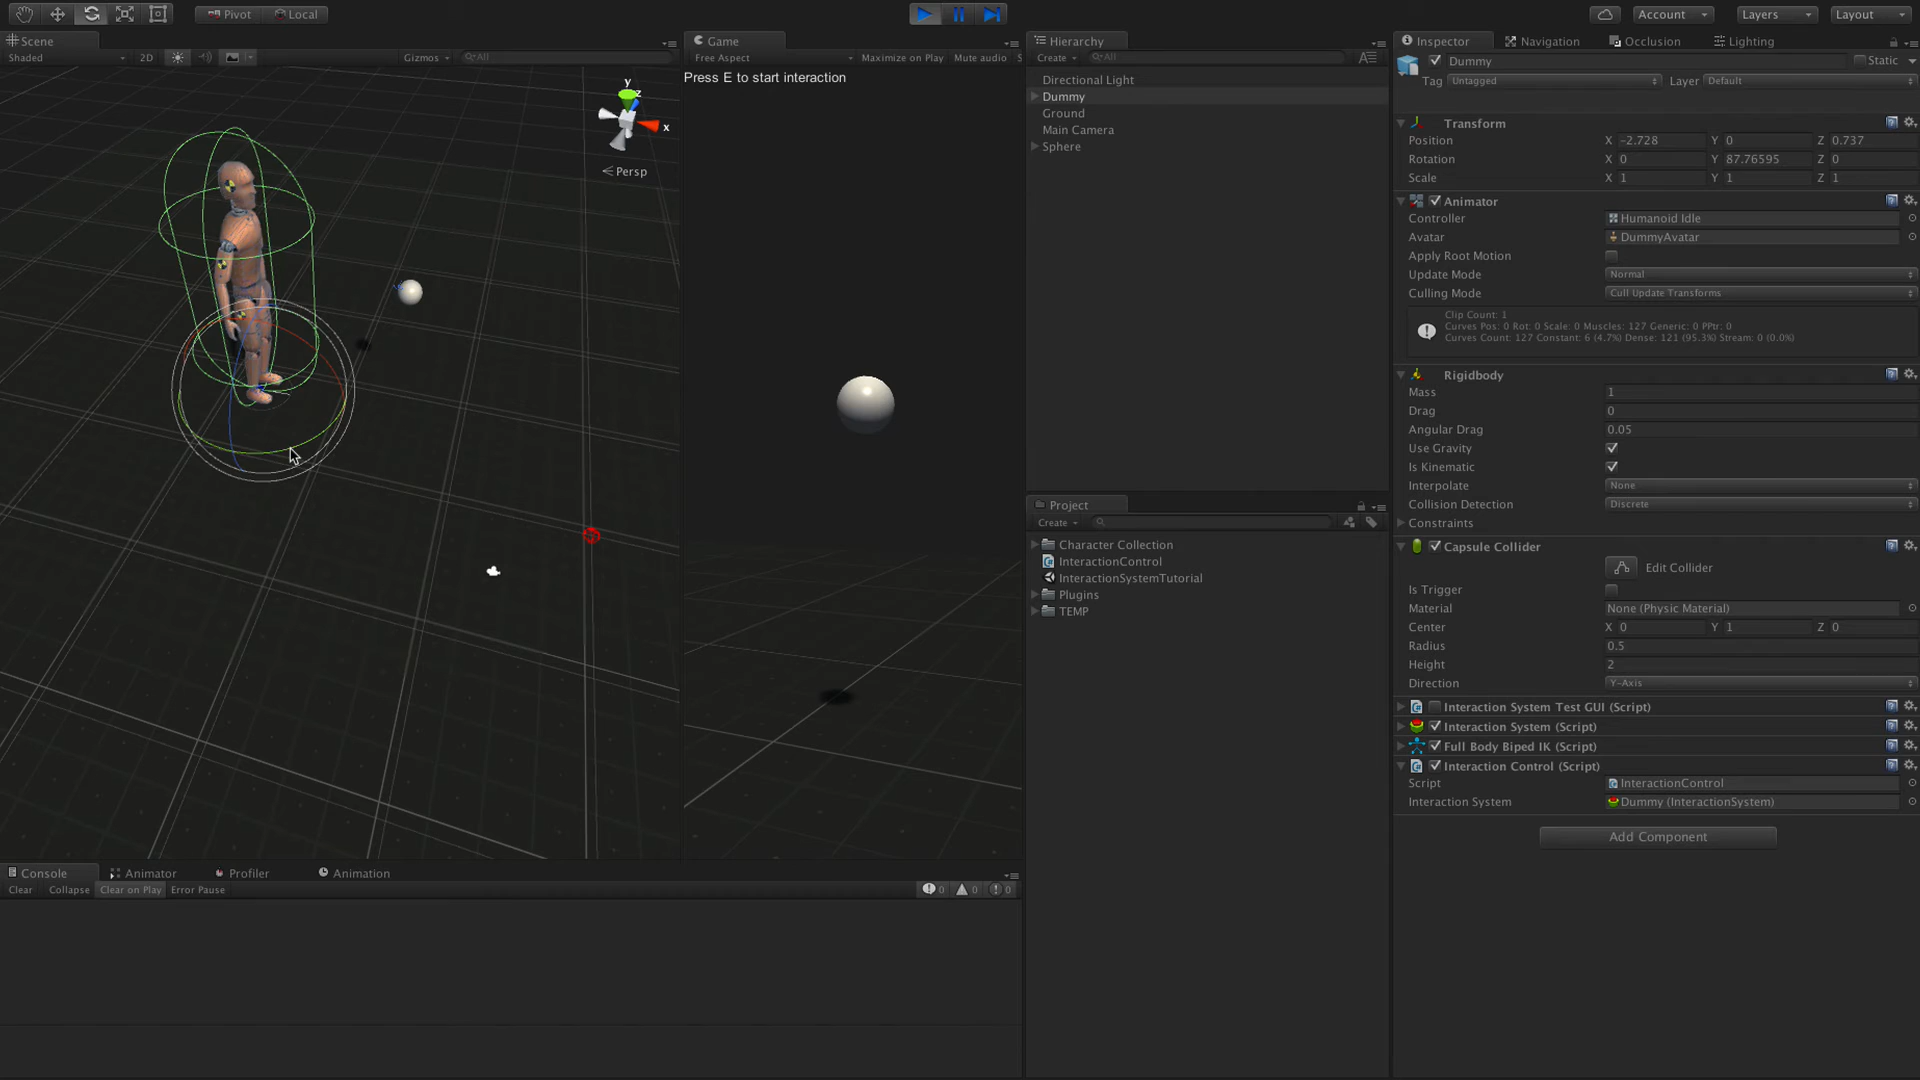 Pivot Local
Account Layers Layout
Scene
Shaded 2D Gizmos All
y
z
x
Persp
Game
Free Aspect Maximize on Play Mute audio S
Press E to start interaction
Hierarchy
Create All
Directional Light
Dummy
Ground
Main Camera
Sphere
Project
Create
Character Collection
InteractionControl
InteractionSystemTutorial
Plugins
TEMP
Inspector Navigation Occlusion Lighting
Dummy Static
Tag Untagged Layer Default
Transform
Position X -2.728 Y 0 Z 0.737
Rotation X 0 Y 87.76595 Z 0
Scale X 1 Y 1 Z 1
Animator
Controller Humanoid Idle
Avatar DummyAvatar
Apply Root Motion
Update Mode Normal
Culling Mode Cull Update Transforms
Clip Count: 1
Curves Pos: 0 Rot: 0 Scale: 0 Muscles: 127 Generic: 0 PPtr: 0
Curves Count: 127 Constant: 6 (4.7%) Dense: 121 (95.3%) Stream: 0 (0.0%)
Rigidbody
Mass 1
Drag 0
Angular Drag 0.05
Use Gravity
Is Kinematic
Interpolate None
Collision Detection Discrete
Constraints
Capsule Collider
Edit Collider
Is Trigger
Material None (Physic Material)
Center X 0 Y 1 Z 0
Radius 0.5
Height 2
Direction Y-Axis
Interaction System Test GUI (Script)
Interaction System (Script)
Full Body Biped IK (Script)
Interaction Control (Script)
Script InteractionControl
Interaction System Dummy (InteractionSystem)
Add Component
Console Animator Profiler Animation
Clear Collapse Clear on Play Error Pause 0 0 0